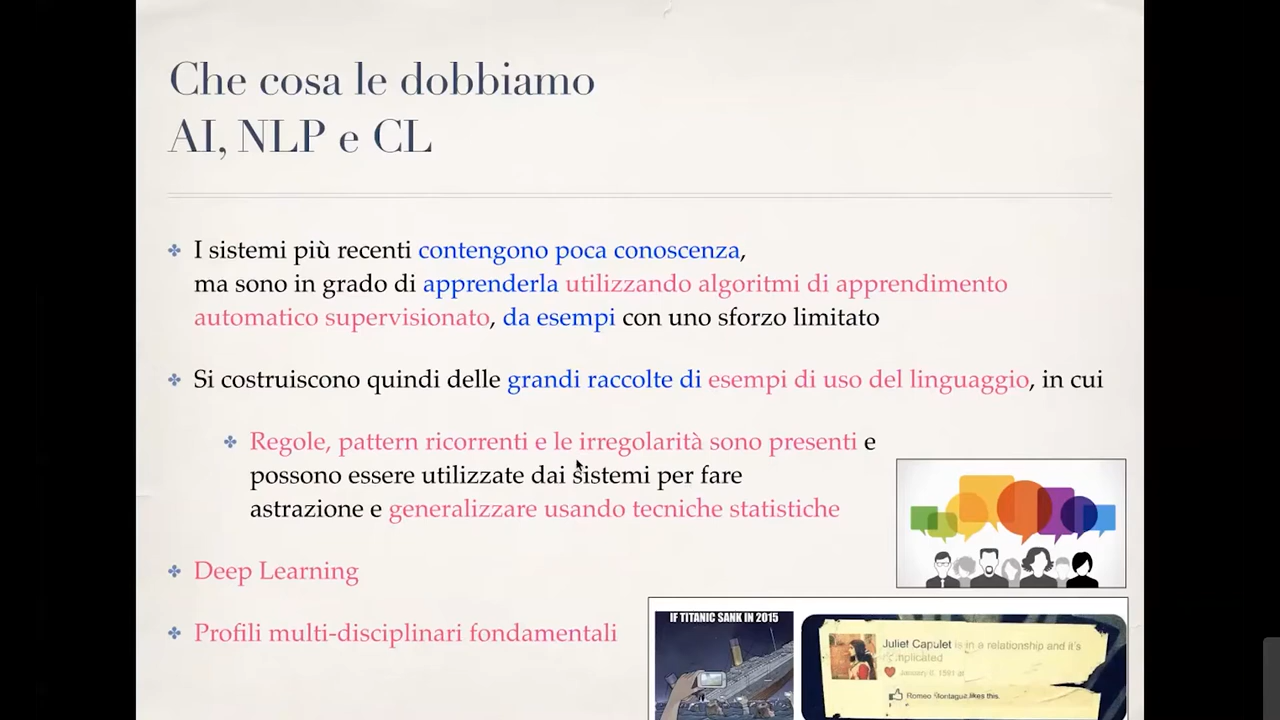 Che cosa le dobbiamo
AI, NLP e CL
I sistemi più recenti contengono poca conoscenza,
ma sono in grado di apprenderla utilizzando algoritmi di apprendimento
automatico supervisionato, da esempi con uno sforzo limitato
Si costruiscono quindi delle grandi raccolte di esempi di uso del linguaggio, in cui
Regole, pattern ricorrenti e le irregolarità sono presenti e
possono essere utilizzate dai sistemi per fare
astrazione e generalizzare usando tecniche statistiche
Deep Learning
Profili multi-disciplinari fondamentali
IF TITANIC SANK IN 2015
Juliet Capulet is in a relationship and it's
complicated
January 6, 1591 at
Romeo Montague likes this.